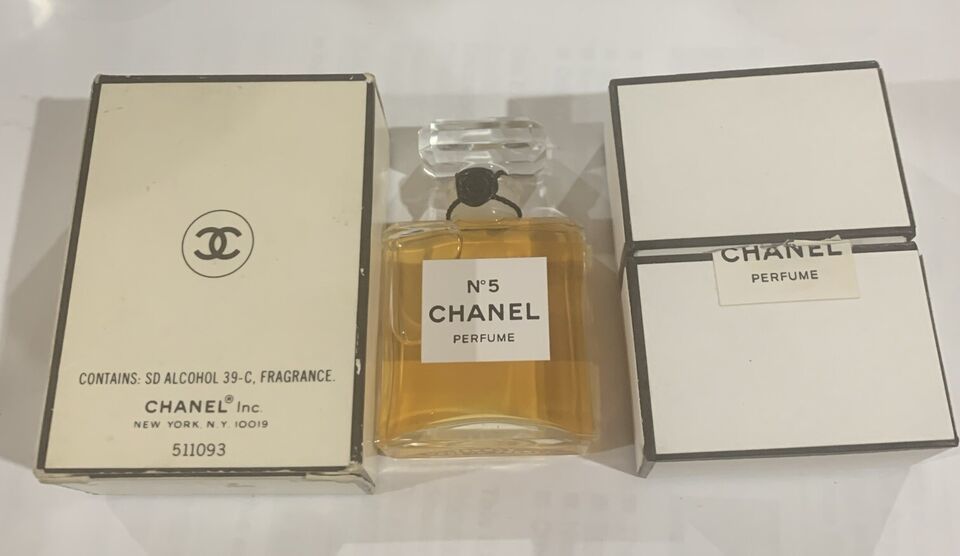 CONTAINS: SD ALCOHOL 39-C, FRAGRANCE.
CHANEL® Inc.
NEW YORK, N.Y. 10019
511093
N°5
CHANEL
PERFUME
CHANEL
PERFUME